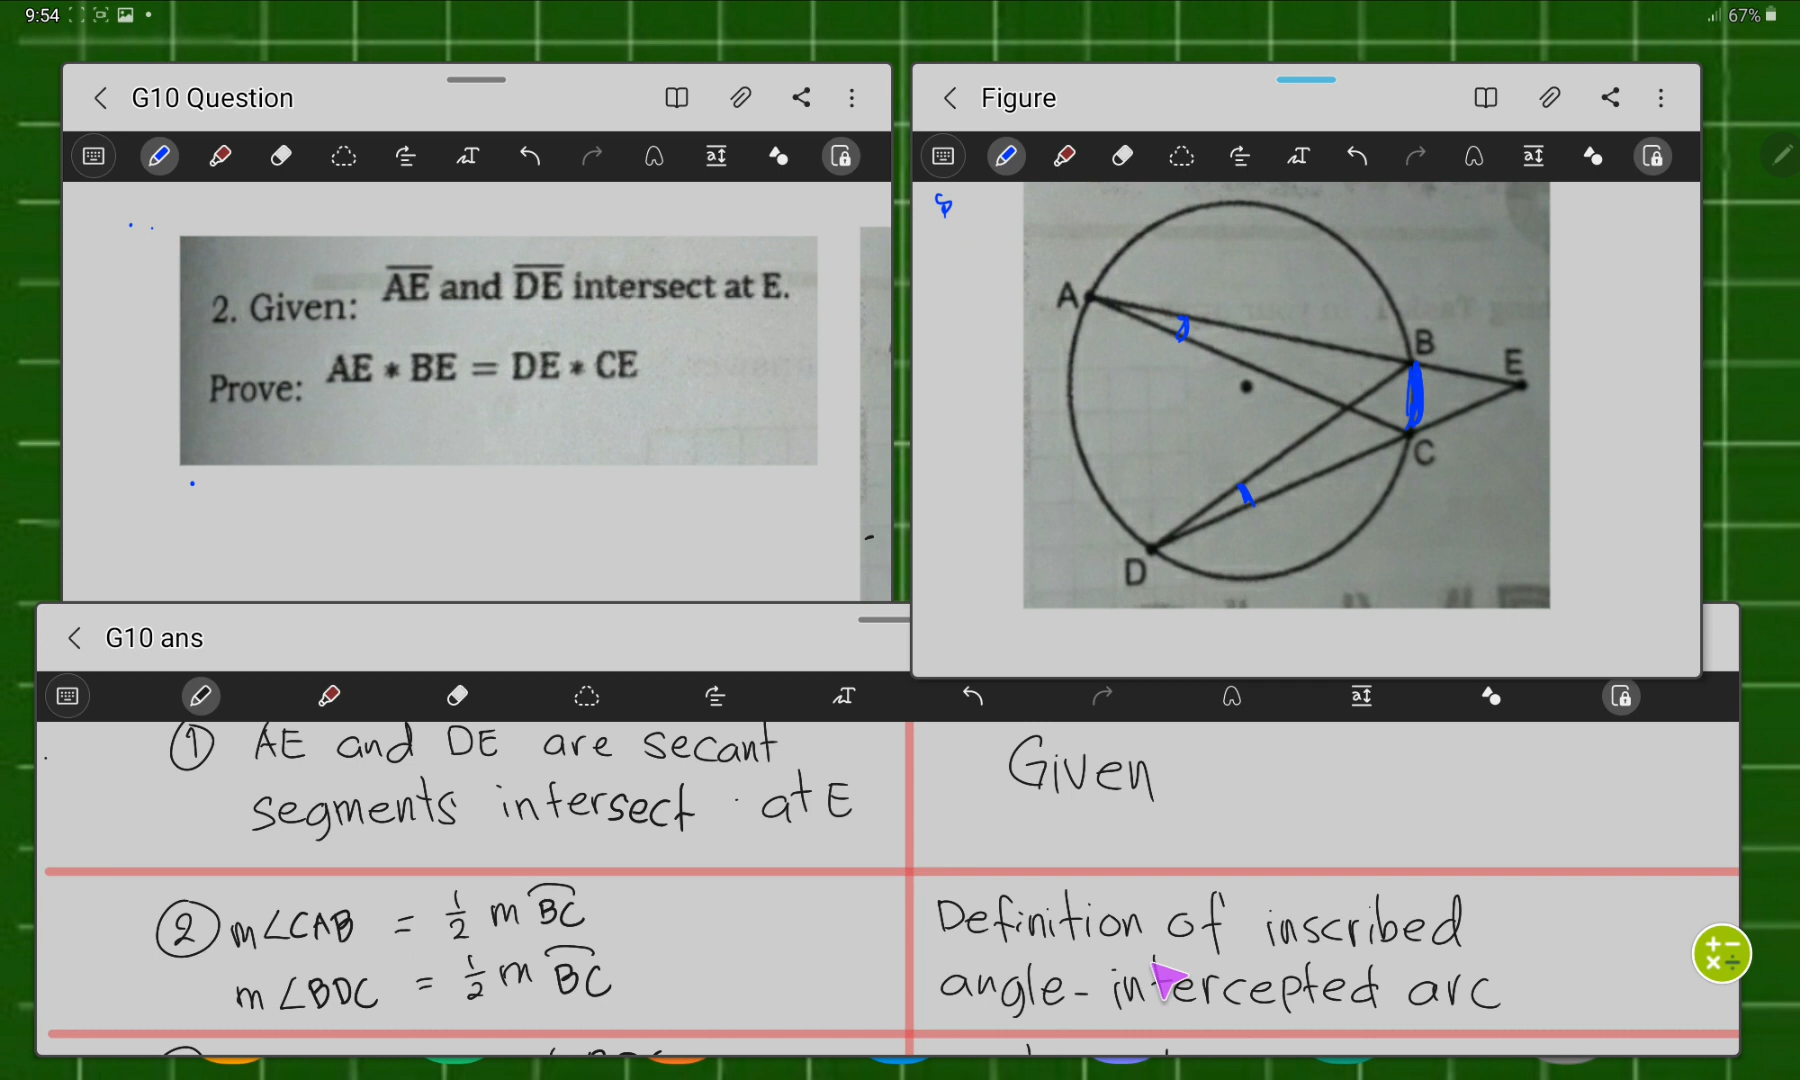 9:54
67%
G10 Question
2. Given: AE and DE intersect at E.
Prove: AE * BE = DE * CE
Figure
A
B
E
C
D
G10 ans
① AE and DE are secant
segments intersect at E
Given
② m∠CAB = 1/2 m BC
m∠BDC = 1/2 m BC
Definition of inscribed
angle - intercepted arc